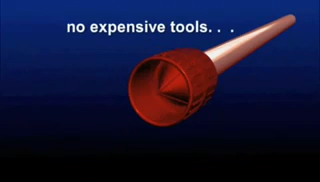 no expensive tools. . .